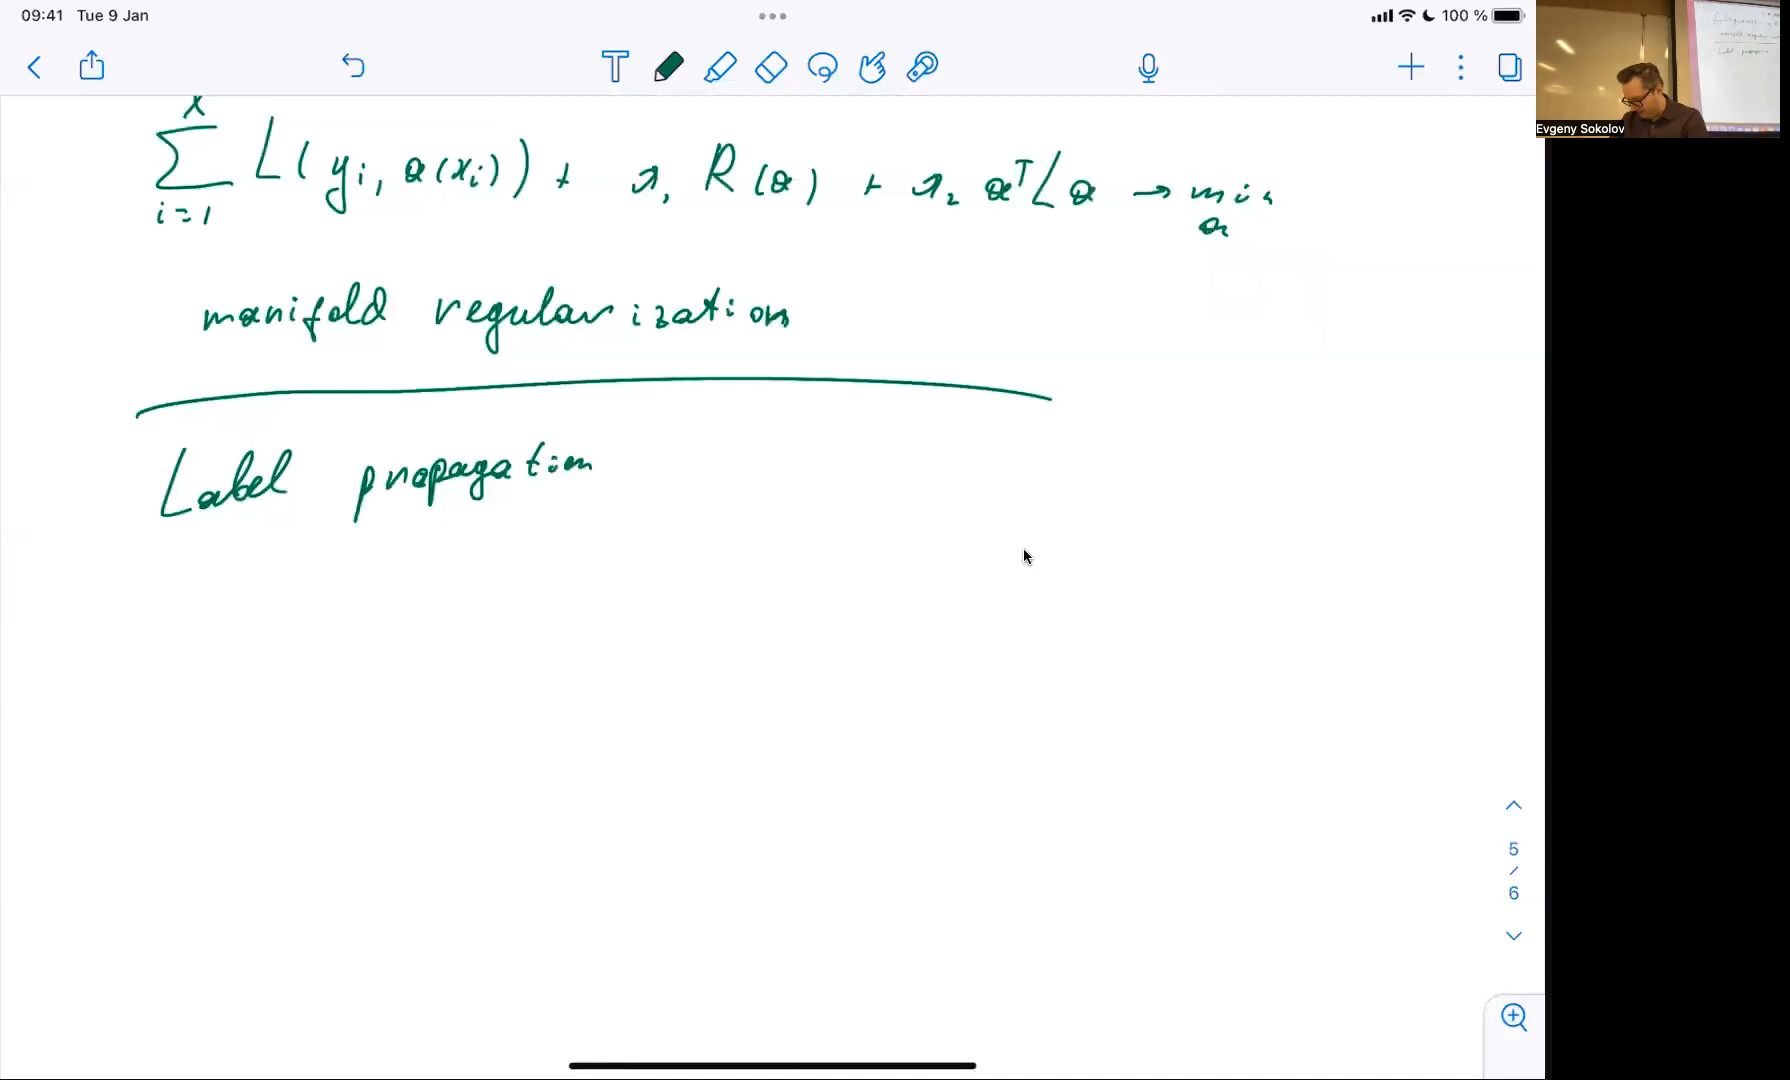 09:41 Tue 9 Jan
100 %
Evgeny Sokolov
∑ L(yᵢ, a(xᵢ)) + λ₁ R(a) + λ₂ aᵀLa → min
i=1
a
manifold regularization
Label propagation
5
/
6